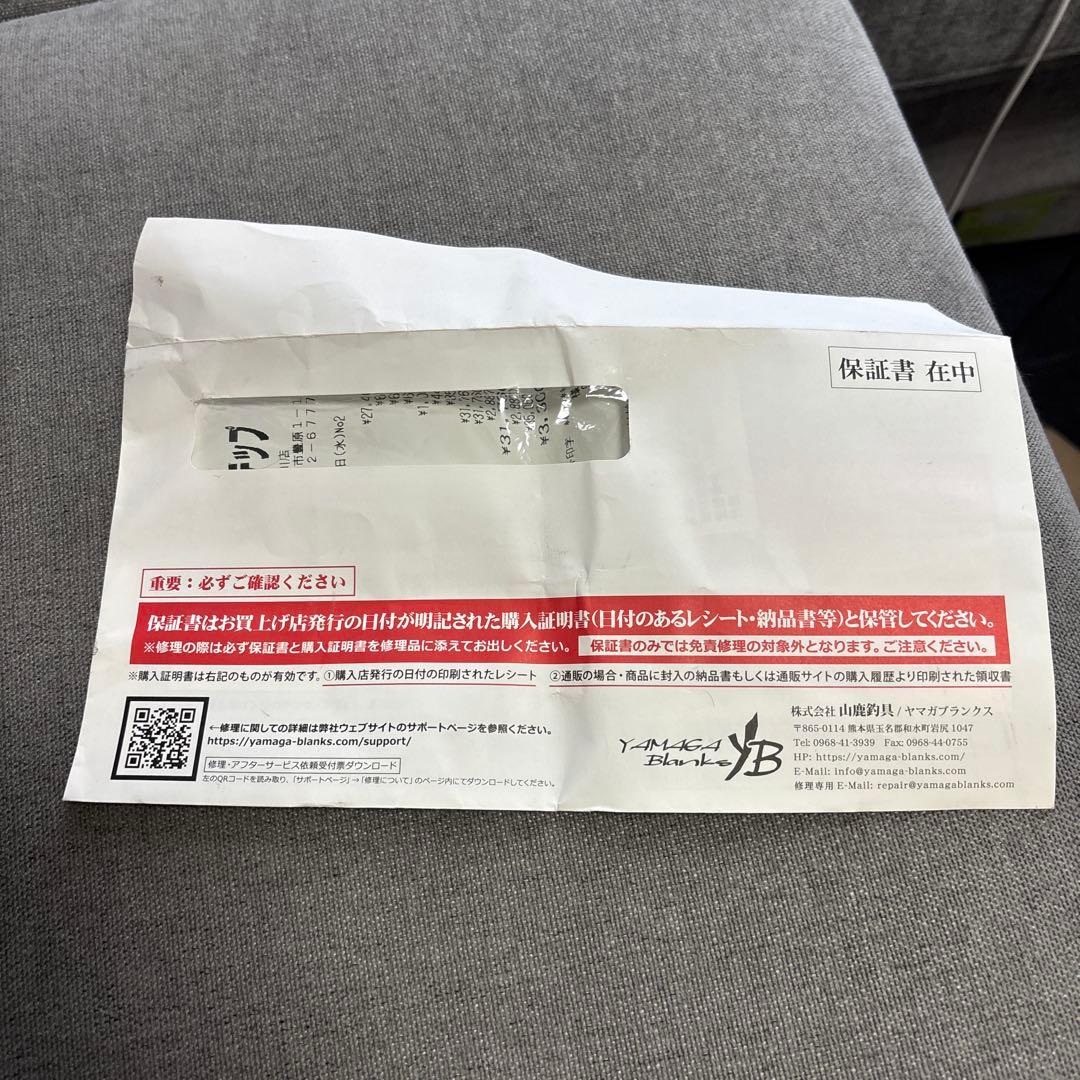 保証書 在中
ナップ
川店
市豊原1-1
2-6777
日(水)No2
重要：必ずご確認ください
保証書はお買上げ店発行の日付が明記された購入証明書(日付のあるレシート・納品書等)と保管してください。
※修理の際は必ず保証書と購入証明書を修理品に添えてお出しください。 保証書のみでは免責修理の対象外となります。ご注意ください。
※購入証明書は右記のものが有効です。①購入店発行の日付の印刷されたレシート ②通販の場合・商品に封入の納品書もしくは通販サイトの購入履歴より印刷された領収書
←修理に関しての詳細は弊社ウェブサイトのサポートページを参照ください。
https://yamaga-blanks.com/support/
修理・アフターサービス依頼受付票ダウンロード
左のQRコードを読み取り、「サポートページ」→「修理について」のページ内にてダウンロードしてください。
YAMAGA
Blanks
YB
株式会社 山鹿釣具/ヤマガブランクス
〒865-0114 熊本県玉名郡和水町岩尻 1047
Tel: 0968-41-3939 Fax: 0968-44-0755
HP: https://yamaga-blanks.com/
E-Mail: info@yamaga-blanks.com
修理専用 E-Mail: repair@yamagablanks.com